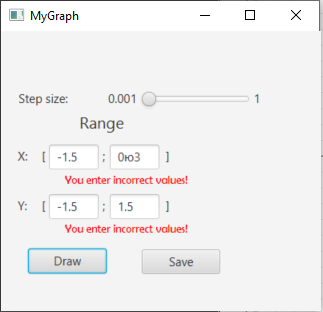 MyGraph
Step size: 0.001 1
Range
X: [ -1.5 ; 0ю3 ]
You enter incorrect values!
Y: [ -1.5 ; 1.5 ]
You enter incorrect values!
Draw Save